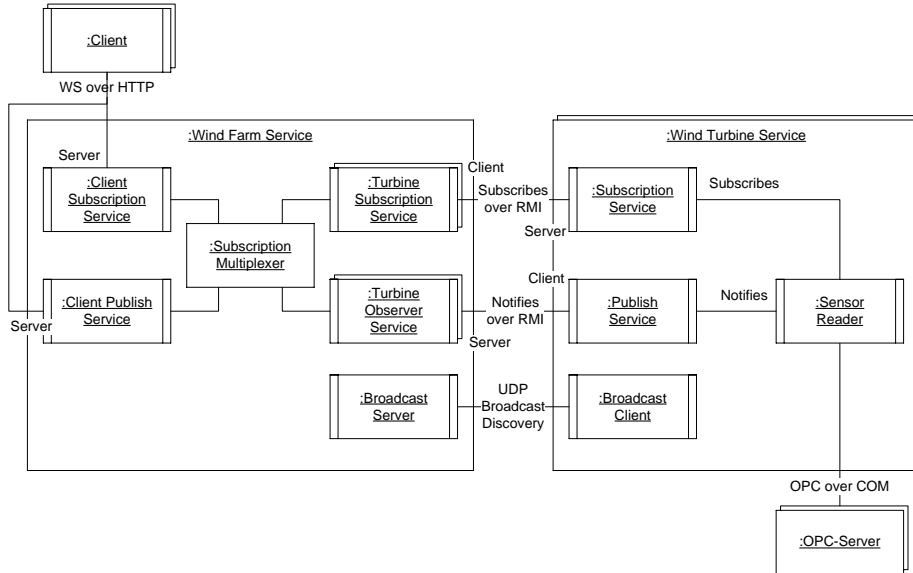 :Client
WS over HTTP
:Wind Farm Service
:Wind Turbine Service
Server
Client
:Client
Subscription
Service
:Turbine
Subscription
Service
Subscribes
over RMI
:Subscription
Service
Subscribes
Server
:Subscription
Multiplexer
Client
:Client Publish
Service
Server
:Turbine
Observer
Service
Notifies
over RMI
Server
:Publish
Service
Notifies
:Sensor
Reader
:Broadcast
Server
UDP
Broadcast
Discovery
:Broadcast
Client
OPC over COM
:OPC-Server